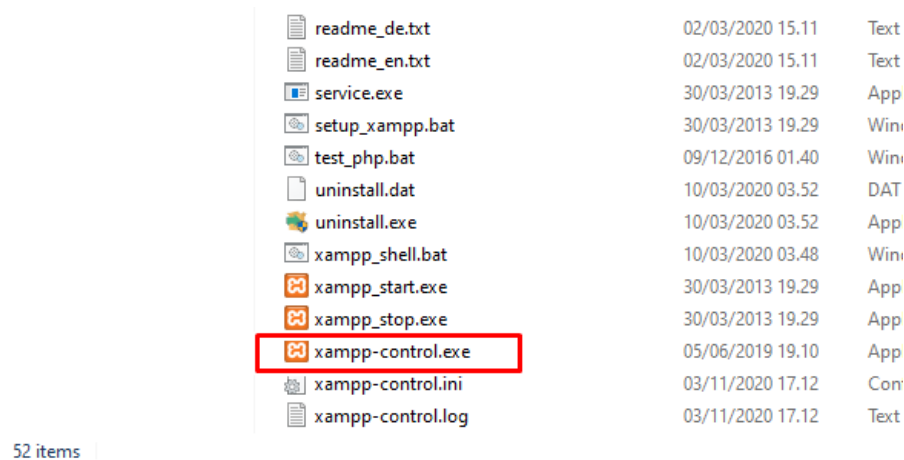 readme_de.txt 02/03/2020 15.11 Text
readme_en.txt 02/03/2020 15.11 Text
service.exe 30/03/2013 19.29 App
setup_xampp.bat 30/03/2013 19.29 Wind
test_php.bat 09/12/2016 01.40 Wind
uninstall.dat 10/03/2020 03.52 DAT
uninstall.exe 10/03/2020 03.52 App
xampp_shell.bat 10/03/2020 03.48 Wind
xampp_start.exe 30/03/2013 19.29 App
xampp_stop.exe 30/03/2013 19.29 App
xampp-control.exe 05/06/2019 19.10 App
xampp-control.ini 03/11/2020 17.12 Con
xampp-control.log 03/11/2020 17.12 Text
52 items